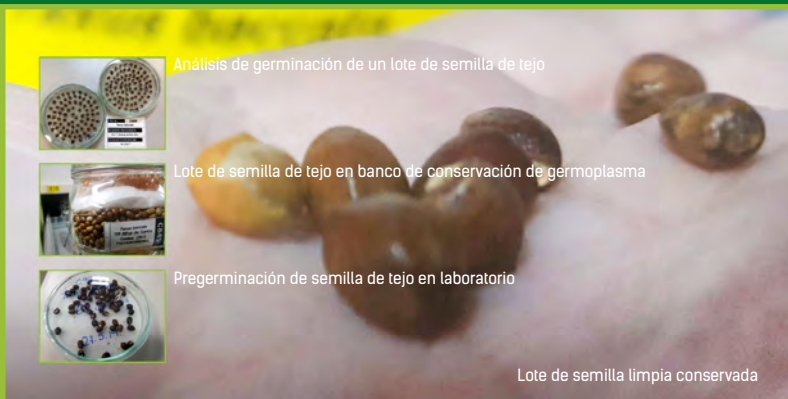 Análisis de germinación de un lote de semilla de tejo
Lote de semilla de tejo en banco de conservación de germoplasma
Pregerminación de semilla de tejo en laboratorio
Lote de semilla limpia conservada